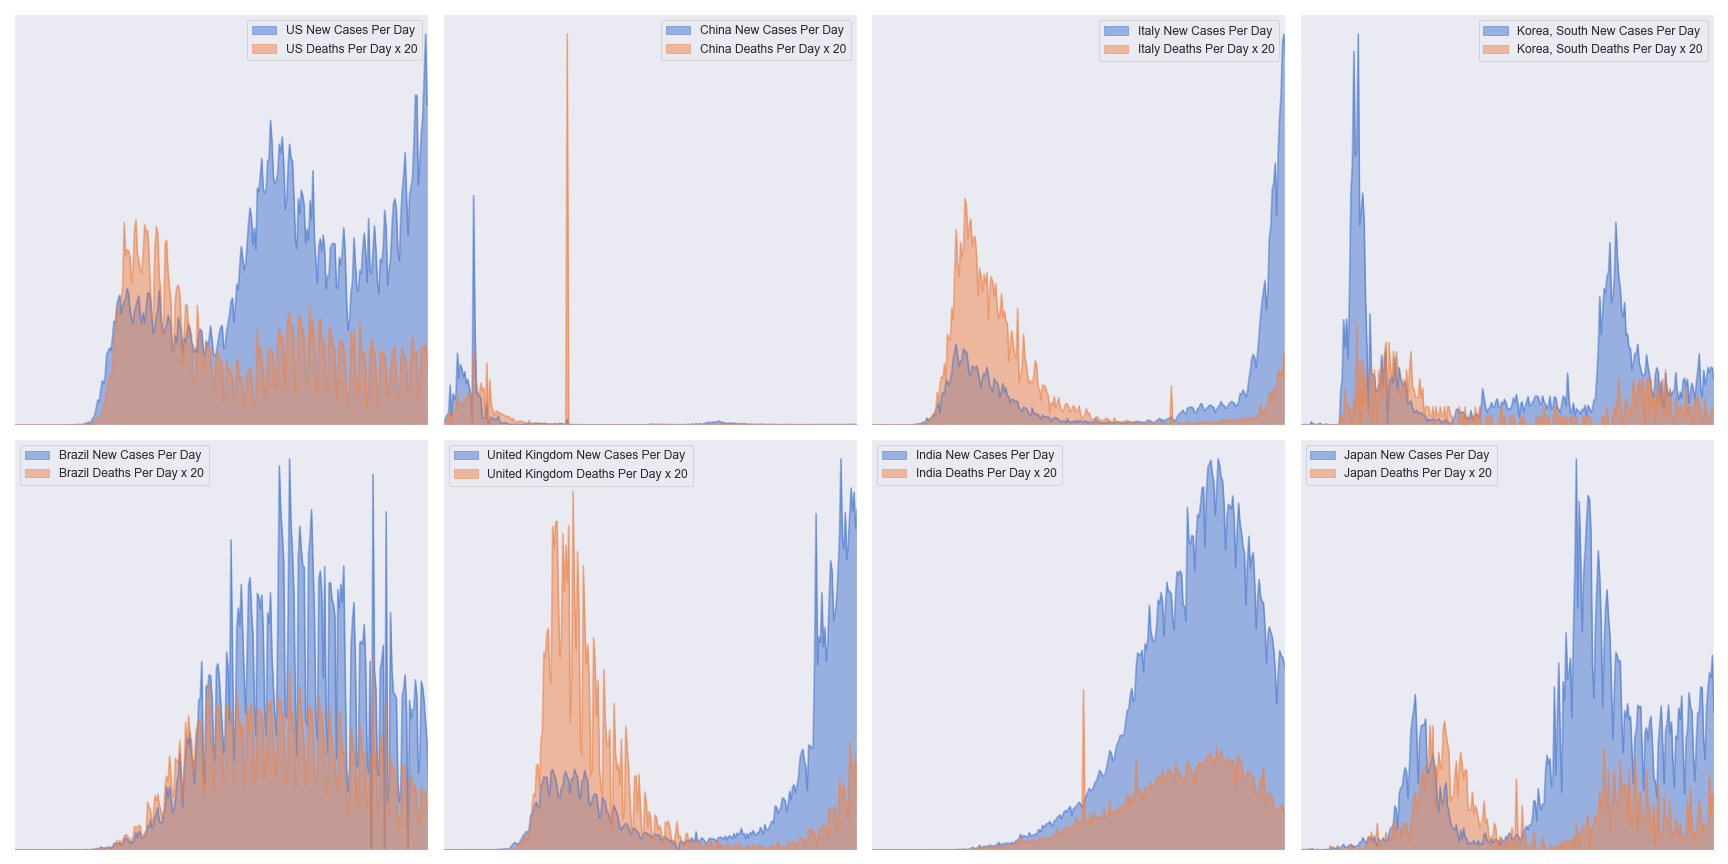 US New Cases Per Day
US Deaths Per Day x 20
China New Cases Per Day
China Deaths Per Day x 20
Italy New Cases Per Day
Italy Deaths Per Day x 20
Korea, South New Cases Per Day
Korea, South Deaths Per Day x 20
Brazil New Cases Per Day
Brazil Deaths Per Day x 20
United Kingdom New Cases Per Day
United Kingdom Deaths Per Day x 20
India New Cases Per Day
India Deaths Per Day x 20
Japan New Cases Per Day
Japan Deaths Per Day x 20